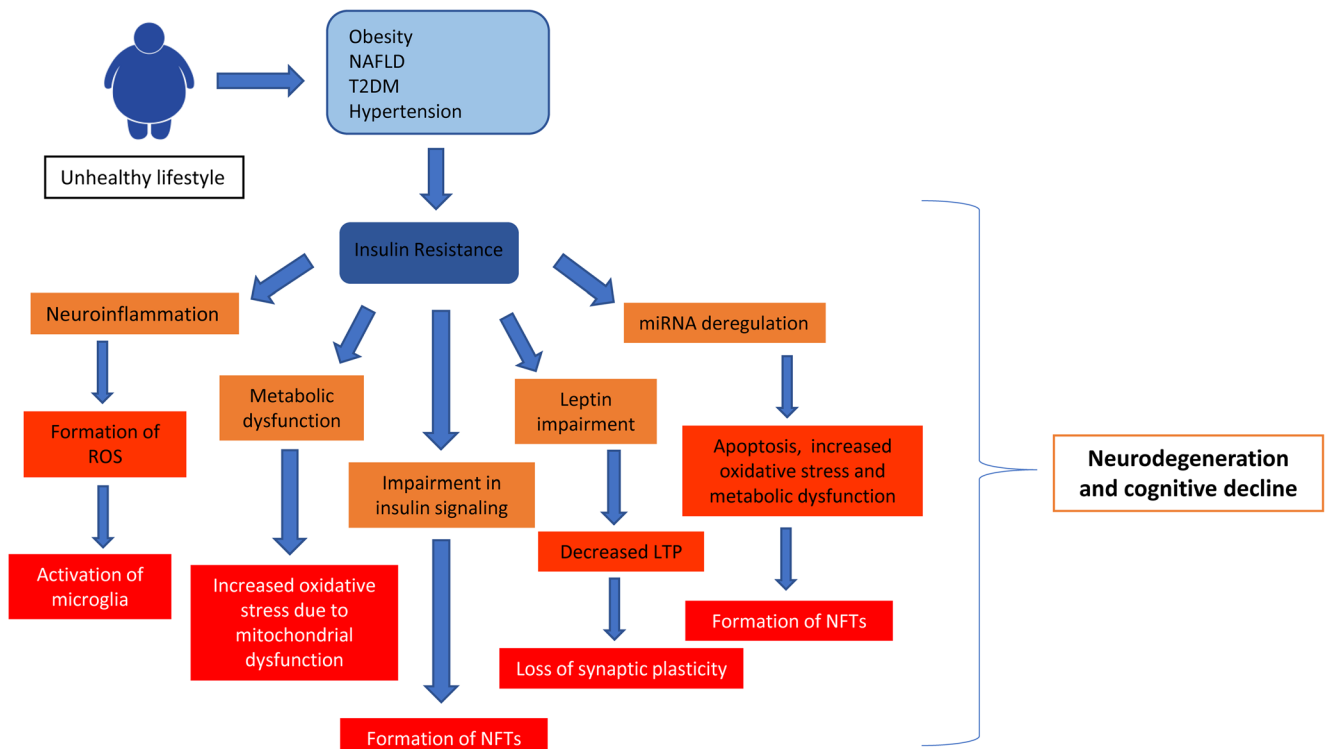 Obesity
NAFLD
T2DM
Hypertension
Unhealthy lifestyle
Insulin Resistance
Neuroinflammation
miRNA deregulation
Metabolic
dysfunction
Leptin
impairment
Formation of
ROS
Apoptosis, increased
oxidative stress and
metabolic dysfunction
Impairment in
insulin signaling
Neurodegeneration
and cognitive decline
Decreased LTP
Activation of
microglia
Increased oxidative
stress due to
mitochondrial
dysfunction
Formation of NFTs
Loss of synaptic plasticity
Formation of NFTs